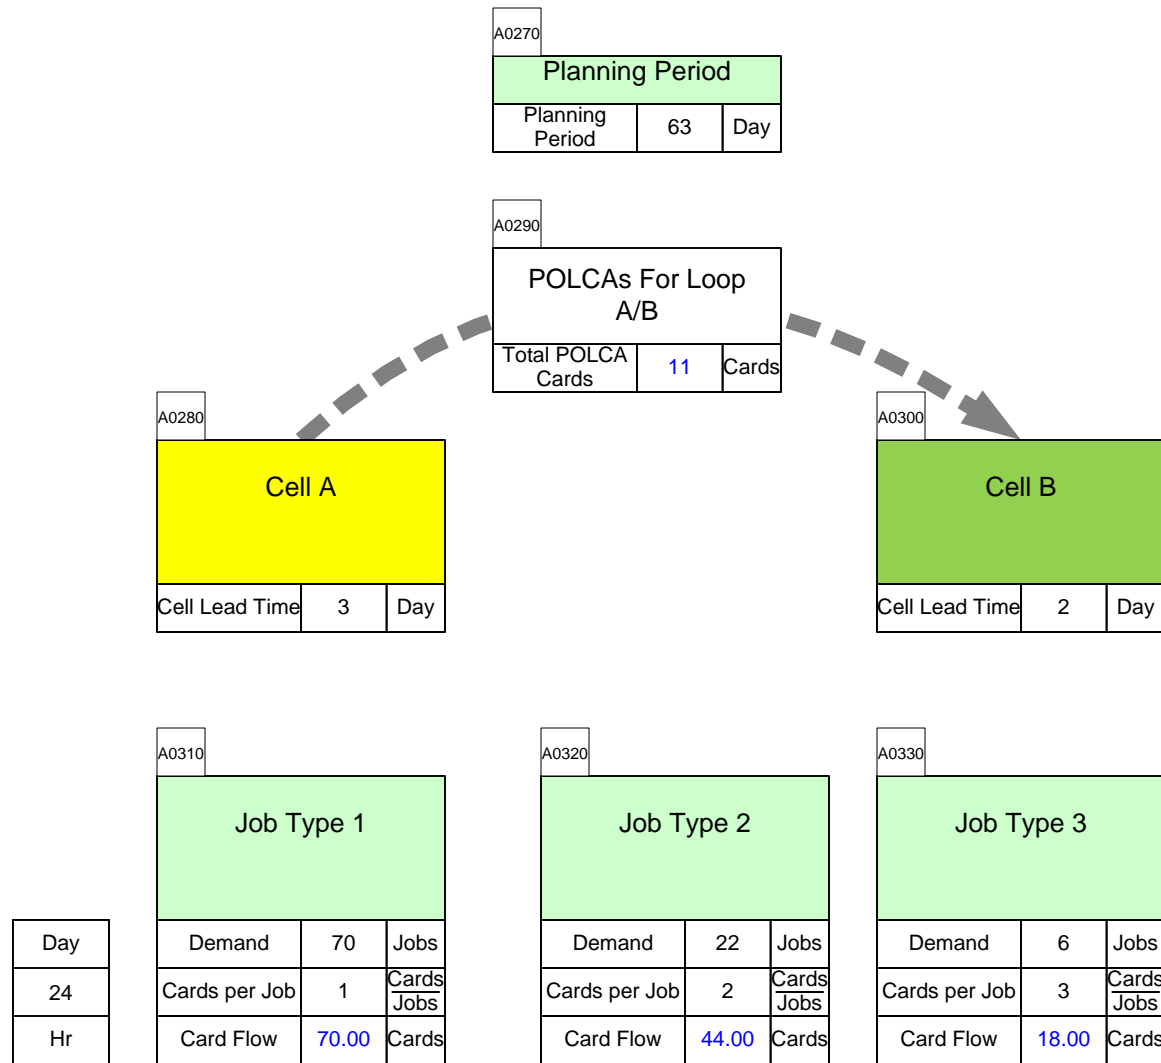 A0270
Planning Period
Planning
Period
63
Day
A0290
POLCAs For Loop
A/B
Total POLCA
Cards
11
Cards
A0280
Cell A
Cell Lead Time
3
Day
A0300
Cell B
Cell Lead Time
2
Day
A0310
Job Type 1
Demand
70
Jobs
Cards per Job
1
Cards
Jobs
Card Flow
70.00
Cards
A0320
Job Type 2
Demand
22
Jobs
Cards per Job
2
Cards
Jobs
Card Flow
44.00
Cards
A0330
Job Type 3
Demand
6
Jobs
Cards per Job
3
Cards
Jobs
Card Flow
18.00
Cards
Day
24
Hr